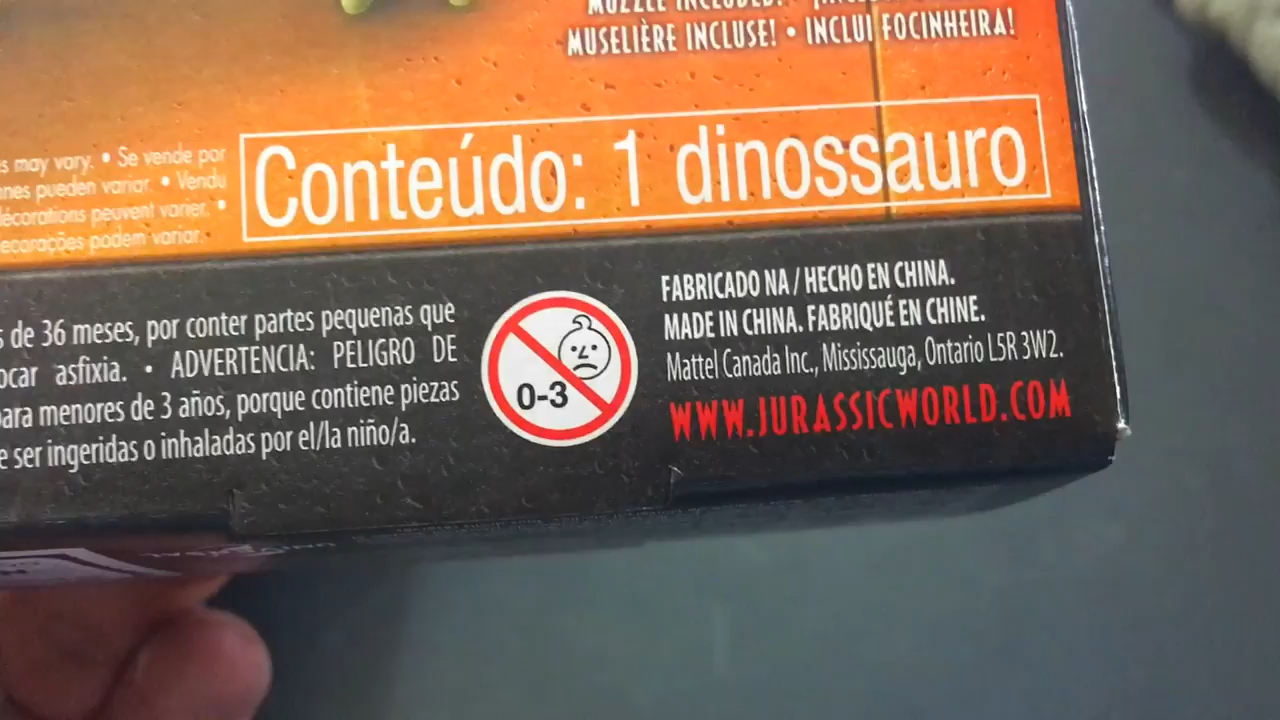 MUZZLE INCLUDED!
MUSELIÈRE INCLUSE! • INCLUI FOCINHEIRA!
may vary. • Se vende por
pueden variar. • Vendu
décorations peuvent varier. •
decorações podem variar.
Conteúdo: 1 dinossauro
de 36 meses, por conter partes pequenas que
asfixia. • ADVERTENCIA: PELIGRO DE
para menores de 3 años, porque contiene piezas
ser ingeridas o inhaladas por el/la niño/a.
0-3
FABRICADO NA / HECHO EN CHINA.
MADE IN CHINA. FABRIQUÉ EN CHINE.
Mattel Canada Inc., Mississauga, Ontario L5R 3W2.
WWW.JURASSICWORLD.COM